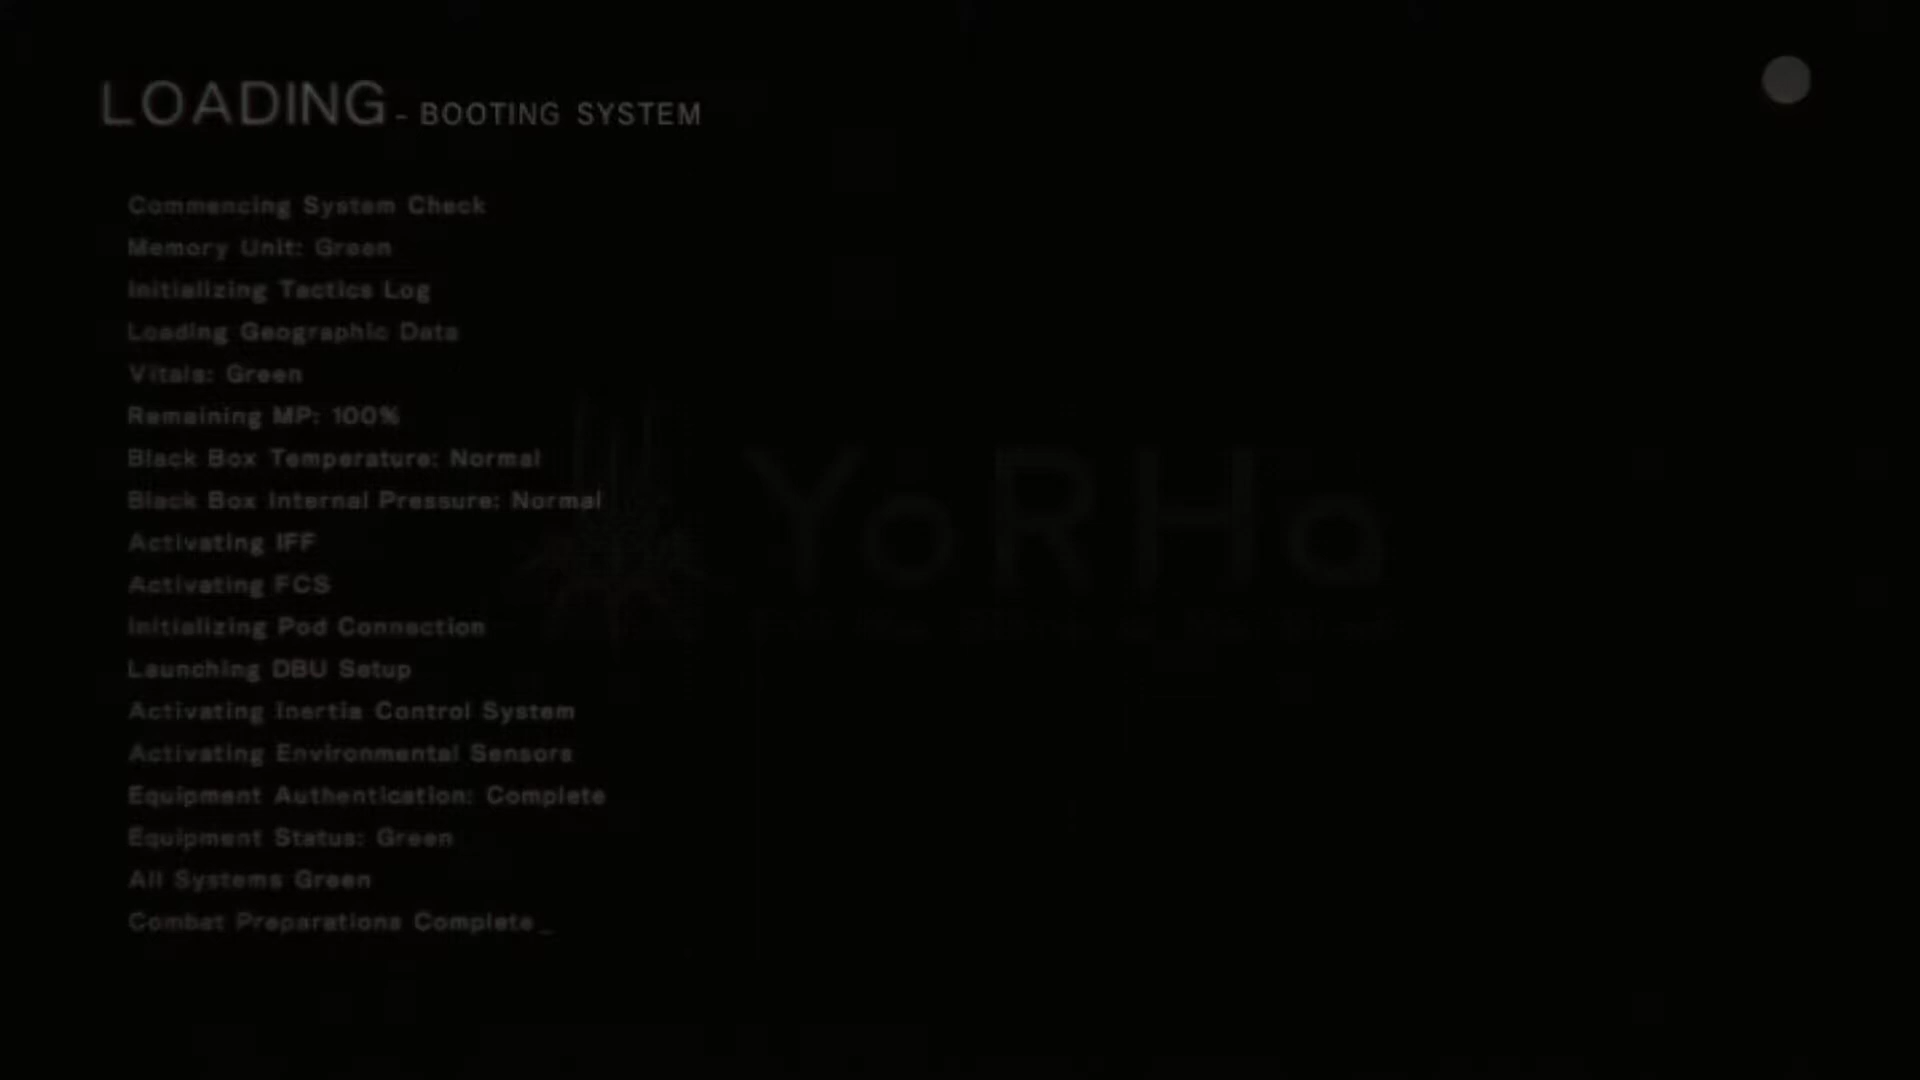 LOADING - BOOTING SYSTEM
Commencing System Check
Memory Unit: Green
Initializing Tactics Log
Loading Geographic Data
Vitals: Green
Remaining MP: 100%
Black Box Temperature: Normal
Black Box Internal Pressure: Normal
Activating IFF
Activating FCS
Initializing Pod Connection
Launching DBU Setup
Activating Inertia Control System
Activating Environmental Sensors
Equipment Authentication: Complete
Equipment Status: Green
All Systems Green
Combat Preparations Complete_
YoRHa